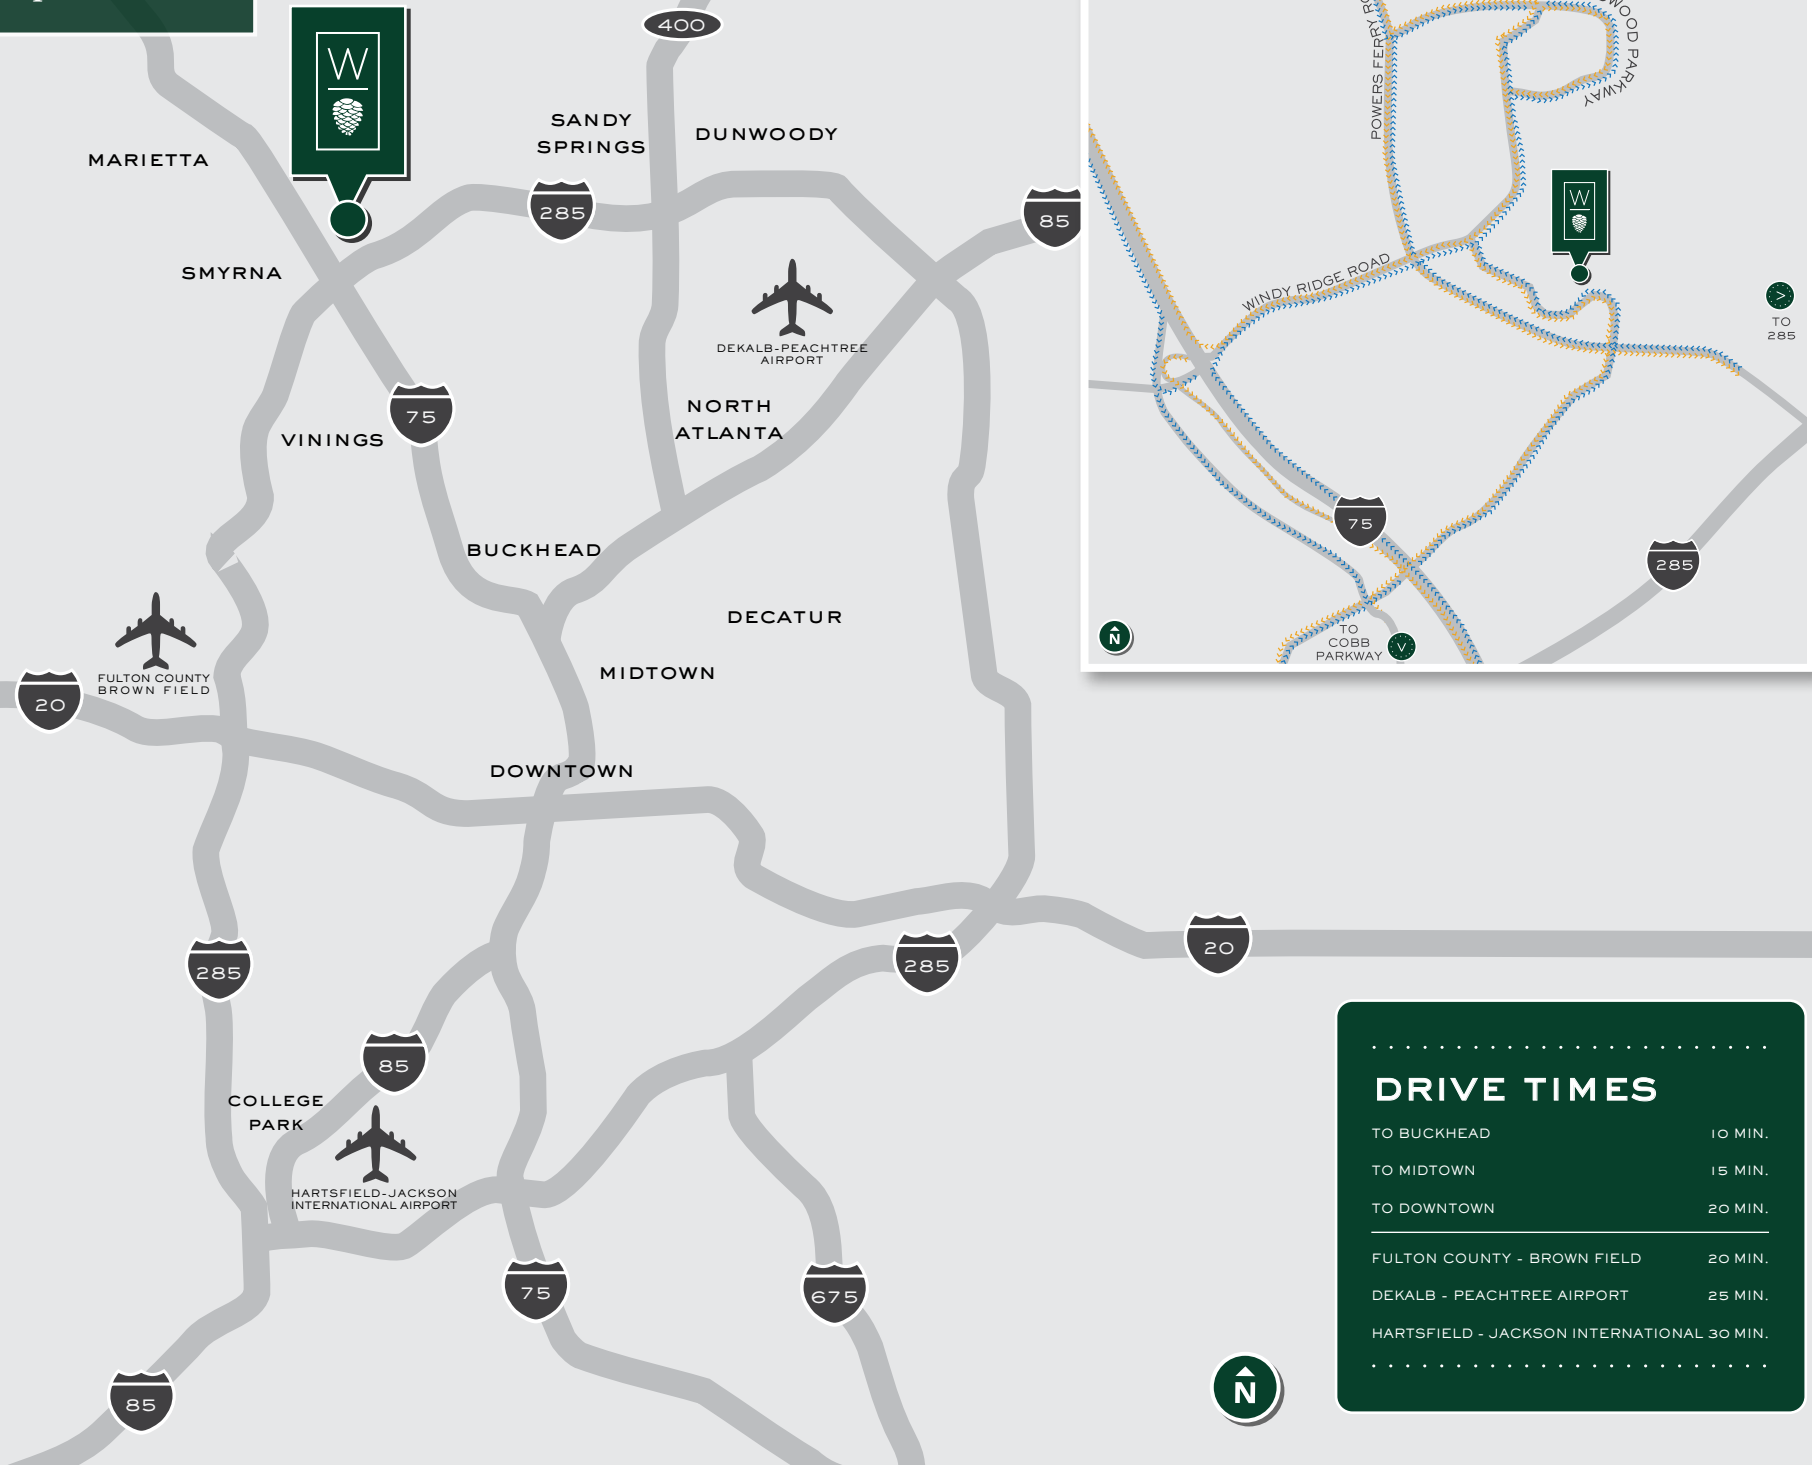 400
W
SANDY
SPRINGS
DUNWOODY
MARIETTA
285
85
SMYRNA
DEKALB-PEACHTREE
AIRPORT
75
NORTH
ATLANTA
VININGS
BUCKHEAD
DECATUR
MIDTOWN
FULTON COUNTY
BROWN FIELD
20
DOWNTOWN
285
285
20
85
COLLEGE
PARK
HARTSFIELD-JACKSON
INTERNATIONAL AIRPORT
75
675
85
N
POWERS FERRY
PARKWAY
W
WINDY RIDGE ROAD
>
TO
285
75
285
N
TO
COBB
PARKWAY
V
DRIVE TIMES
TO BUCKHEAD 10 MIN.
TO MIDTOWN 15 MIN.
TO DOWNTOWN 20 MIN.
FULTON COUNTY - BROWN FIELD 20 MIN.
DEKALB - PEACHTREE AIRPORT 25 MIN.
HARTSFIELD - JACKSON INTERNATIONAL 30 MIN.